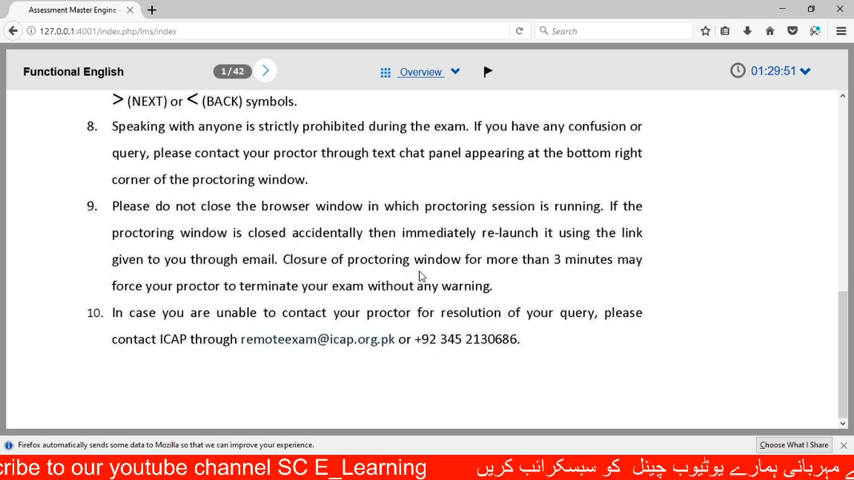 Assessment Master Engine
127.0.0.1:4001/index.php/lms/index
Search
Functional English
1/42
Overview
01:29:51
> (NEXT) or < (BACK) symbols.
8. Speaking with anyone is strictly prohibited during the exam. If you have any confusion or
query, please contact your proctor through text chat panel appearing at the bottom right
corner of the proctoring window.
9. Please do not close the browser window in which proctoring session is running. If the
proctoring window is closed accidentally then immediately re-launch it using the link
given to you through email. Closure of proctoring window for more than 3 minutes may
force your proctor to terminate your exam without any warning.
10. In case you are unable to contact your proctor for resolution of your query, please
contact ICAP through remoteexam@icap.org.pk or +92 345 2130686.
Firefox automatically sends some data to Mozilla so that we can improve your experience.
Choose What I Share
cribe to our youtube channel SC E_Learning
ے مہربانی ہمارے یوٹیوب چینل کو سبسکرائب کریں